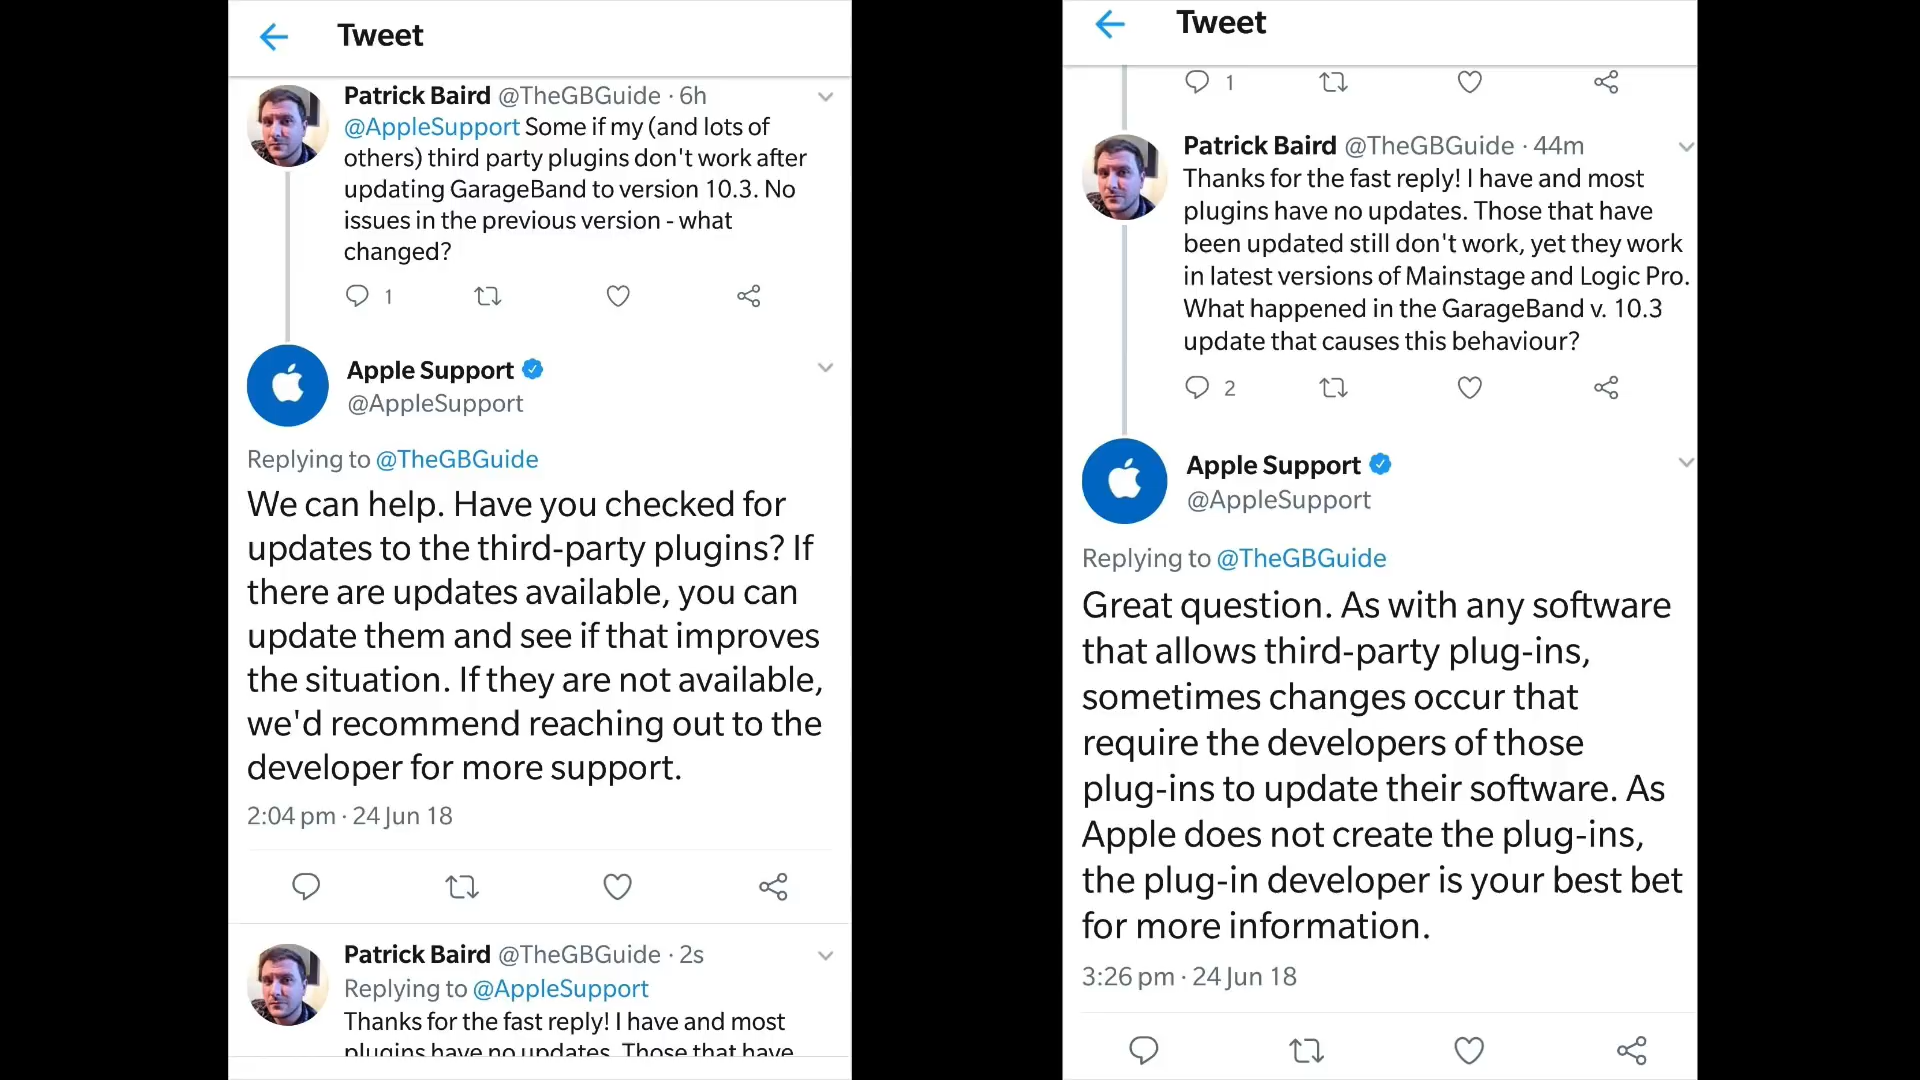 Tweet
Patrick Baird @TheGBGuide · 6h
@AppleSupport Some if my (and lots of
others) third party plugins don't work after
updating GarageBand to version 10.3. No
issues in the previous version - what
changed?
1
Apple Support
@AppleSupport
Replying to @TheGBGuide
We can help. Have you checked for
updates to the third-party plugins? If
there are updates available, you can
update them and see if that improves
the situation. If they are not available,
we'd recommend reaching out to the
developer for more support.
2:04 pm · 24 Jun 18
Patrick Baird @TheGBGuide · 2s
Replying to @AppleSupport
Thanks for the fast reply! I have and most
plugins have no updates. Those that have
Tweet
1
Patrick Baird @TheGBGuide · 44m
Thanks for the fast reply! I have and most
plugins have no updates. Those that have
been updated still don't work, yet they work
in latest versions of Mainstage and Logic Pro.
What happened in the GarageBand v. 10.3
update that causes this behaviour?
2
Apple Support
@AppleSupport
Replying to @TheGBGuide
Great question. As with any software
that allows third-party plug-ins,
sometimes changes occur that
require the developers of those
plug-ins to update their software. As
Apple does not create the plug-ins,
the plug-in developer is your best bet
for more information.
3:26 pm · 24 Jun 18